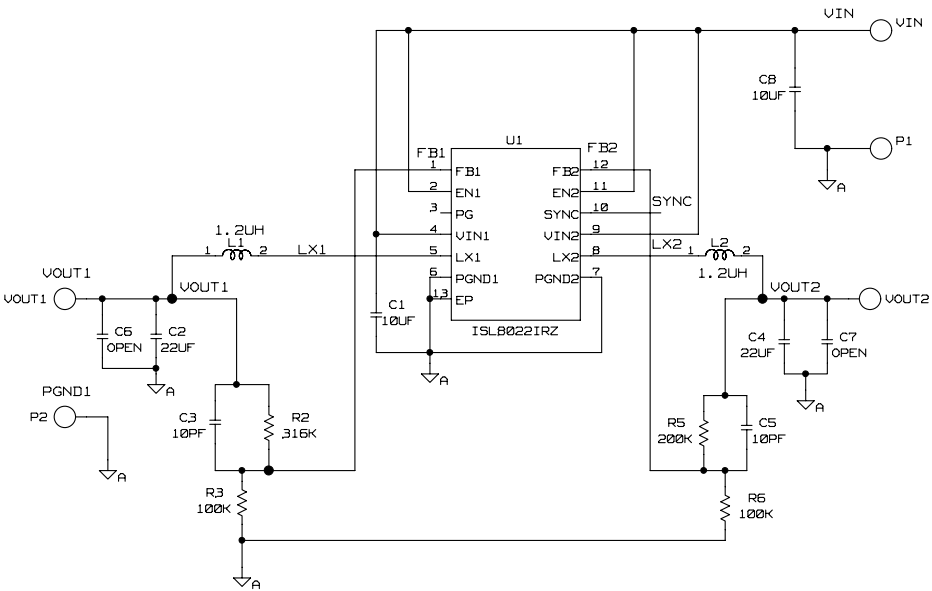 VIN
VIN
C8
10UF
P1
A
U1
FB1
FB2
1
FB1
FB2
12
2
EN1
EN2
11
3
PG
SYNC
10
SYNC
4
VIN1
VIN2
9
5
LX1
LX2
8
6
PGND1
PGND2
7
13
EP
ISL8022IRZ
1.2UH
1
L1
2
LX1
LX2
1
L2
2
1.2UH
VOUT1
VOUT1
VOUT1
C6
OPEN
C2
22UF
A
C1
10UF
A
VOUT2
VOUT2
C4
22UF
C7
OPEN
A
PGND1
P2
A
C3
10PF
R2
316K
R5
200K
C5
10PF
R3
100K
R6
100K
A